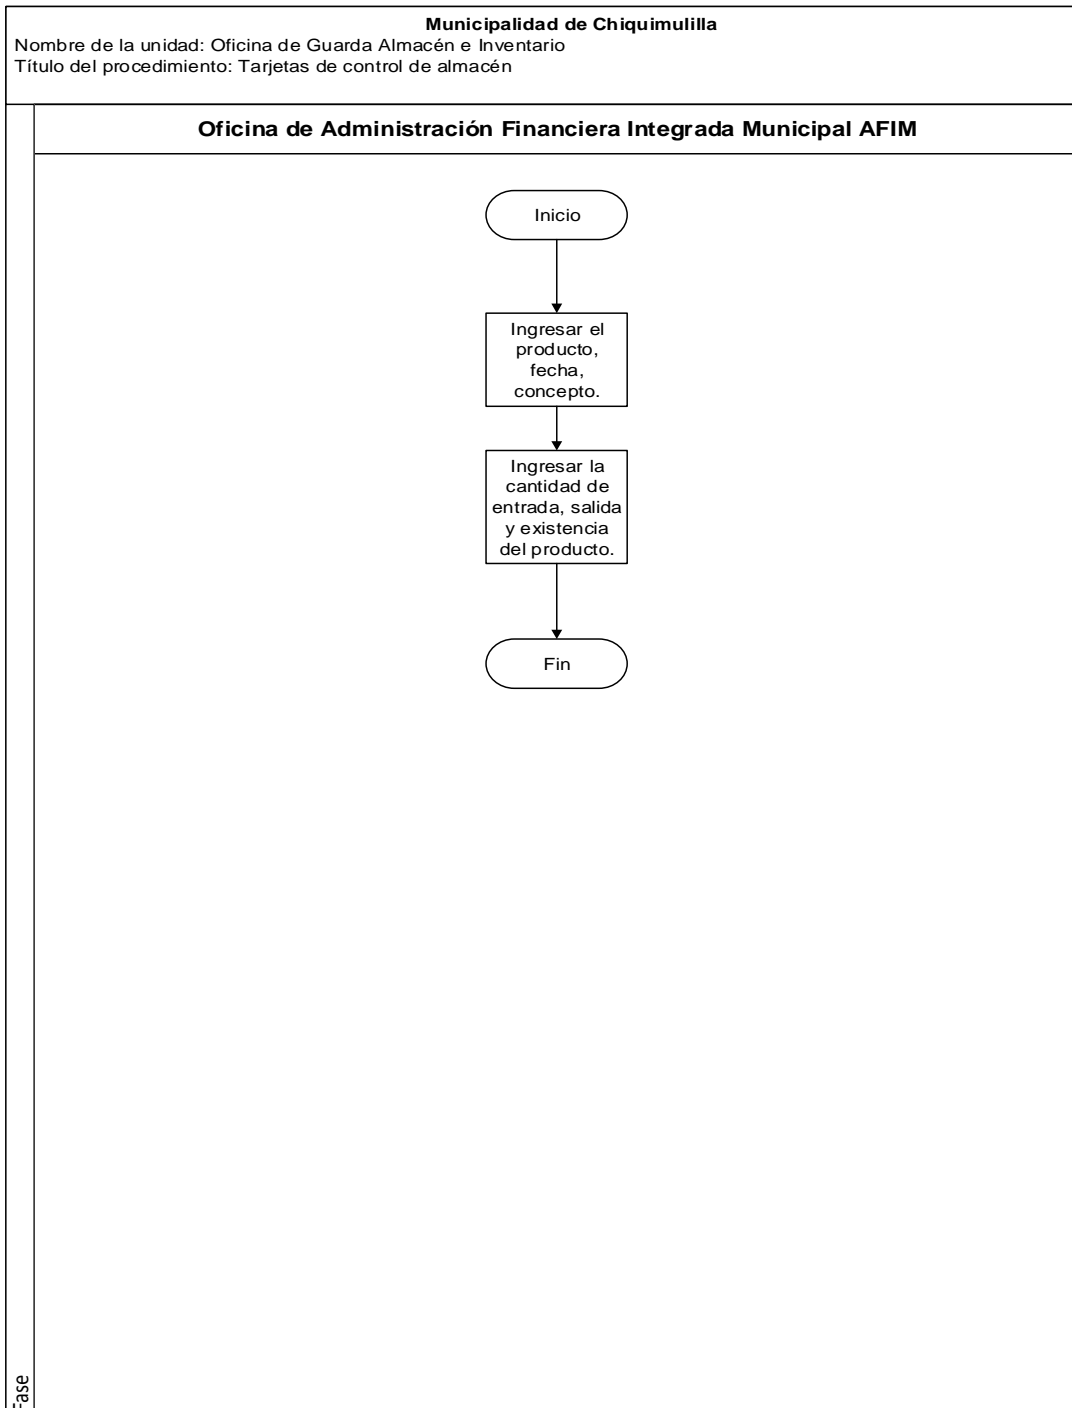 Municipalidad de Chiquimulilla
Nombre de la unidad: Oficina de Guarda Almacén e Inventario
Título del procedimiento: Tarjetas de control de almacén
Oficina de Administración Financiera Integrada Municipal AFIM
Inicio
Ingresar el
producto,
fecha,
concepto.
Ingresar la
cantidad de
entrada, salida
y existencia
del producto.
Fin
Fase